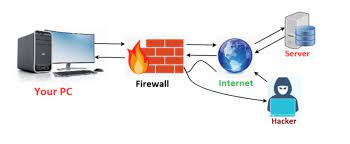 Your PC
Firewall
Internet
Server
Hacker